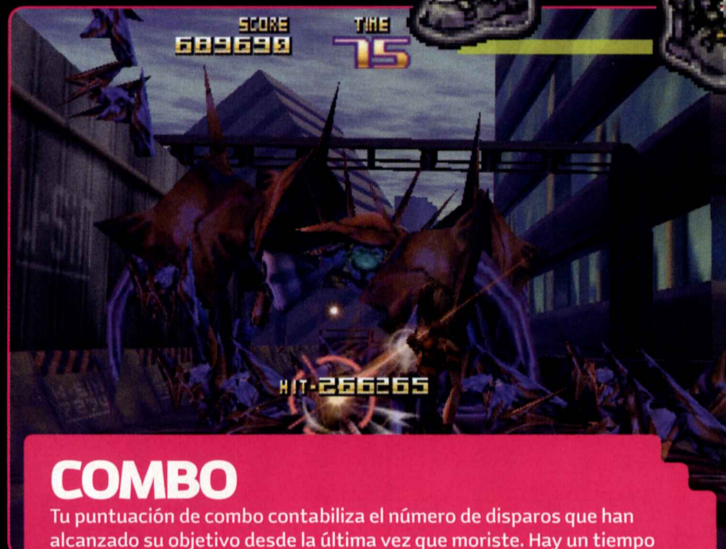 SCORE TIME
689690 75
HIT-266265
COMBO
Tu puntuación de combo contabiliza el número de disparos que han
alcanzado su objetivo desde la última vez que moriste. Hay un tiempo